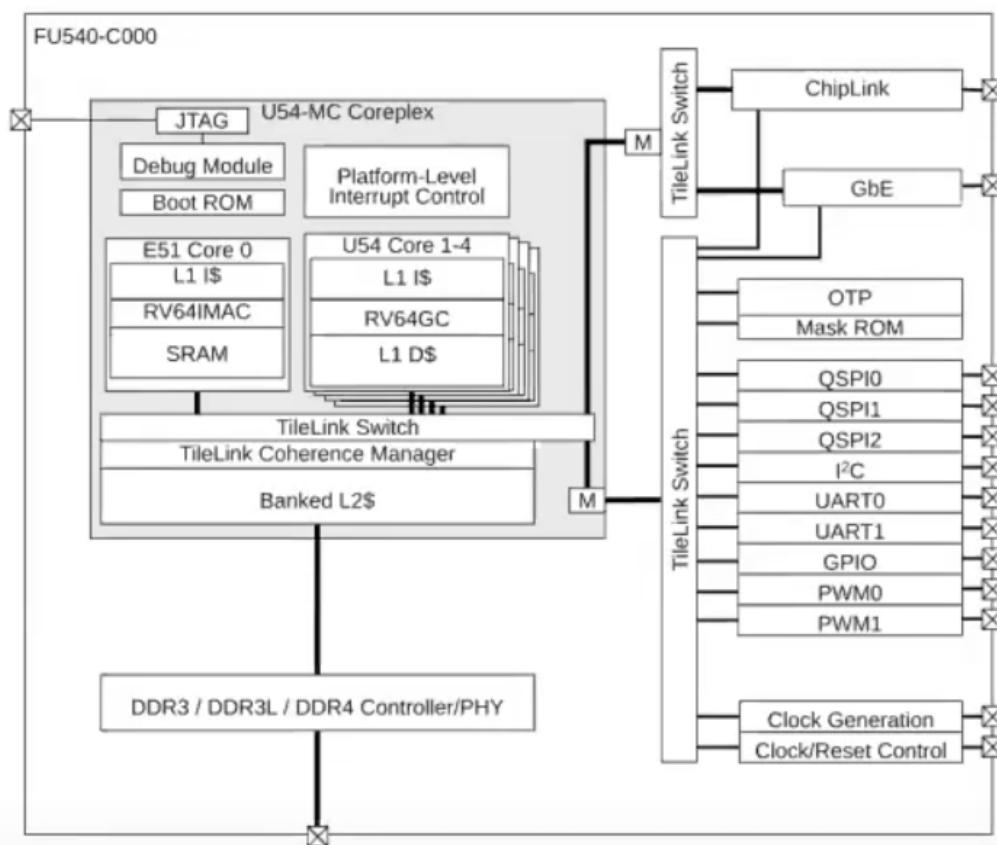 FU540-C000
U54-MC Coreplex
JTAG
Debug Module
Boot ROM
Platform-Level
Interrupt Control
E51 Core 0
L1 I$
RV64IMAC
SRAM
U54 Core 1-4
L1 I$
RV64GC
L1 D$
TileLink Switch
TileLink Coherence Manager
Banked L2$
M
M
DDR3 / DDR3L / DDR4 Controller/PHY
TileLink Switch
ChipLink
GbE
TileLink Switch
OTP
Mask ROM
QSPI0
QSPI1
QSPI2
I²C
UART0
UART1
GPIO
PWM0
PWM1
Clock Generation
Clock/Reset Control